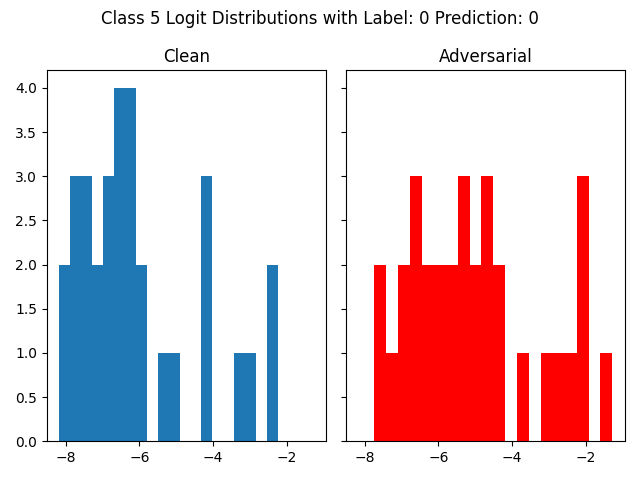 Class 5 Logit Distributions with Label: 0 Prediction: 0
Clean
Adversarial
4.0
3.5
3.0
2.5
2.0
1.5
1.0
0.5
0.0
−8 −6 −4 −2
−8 −6 −4 −2